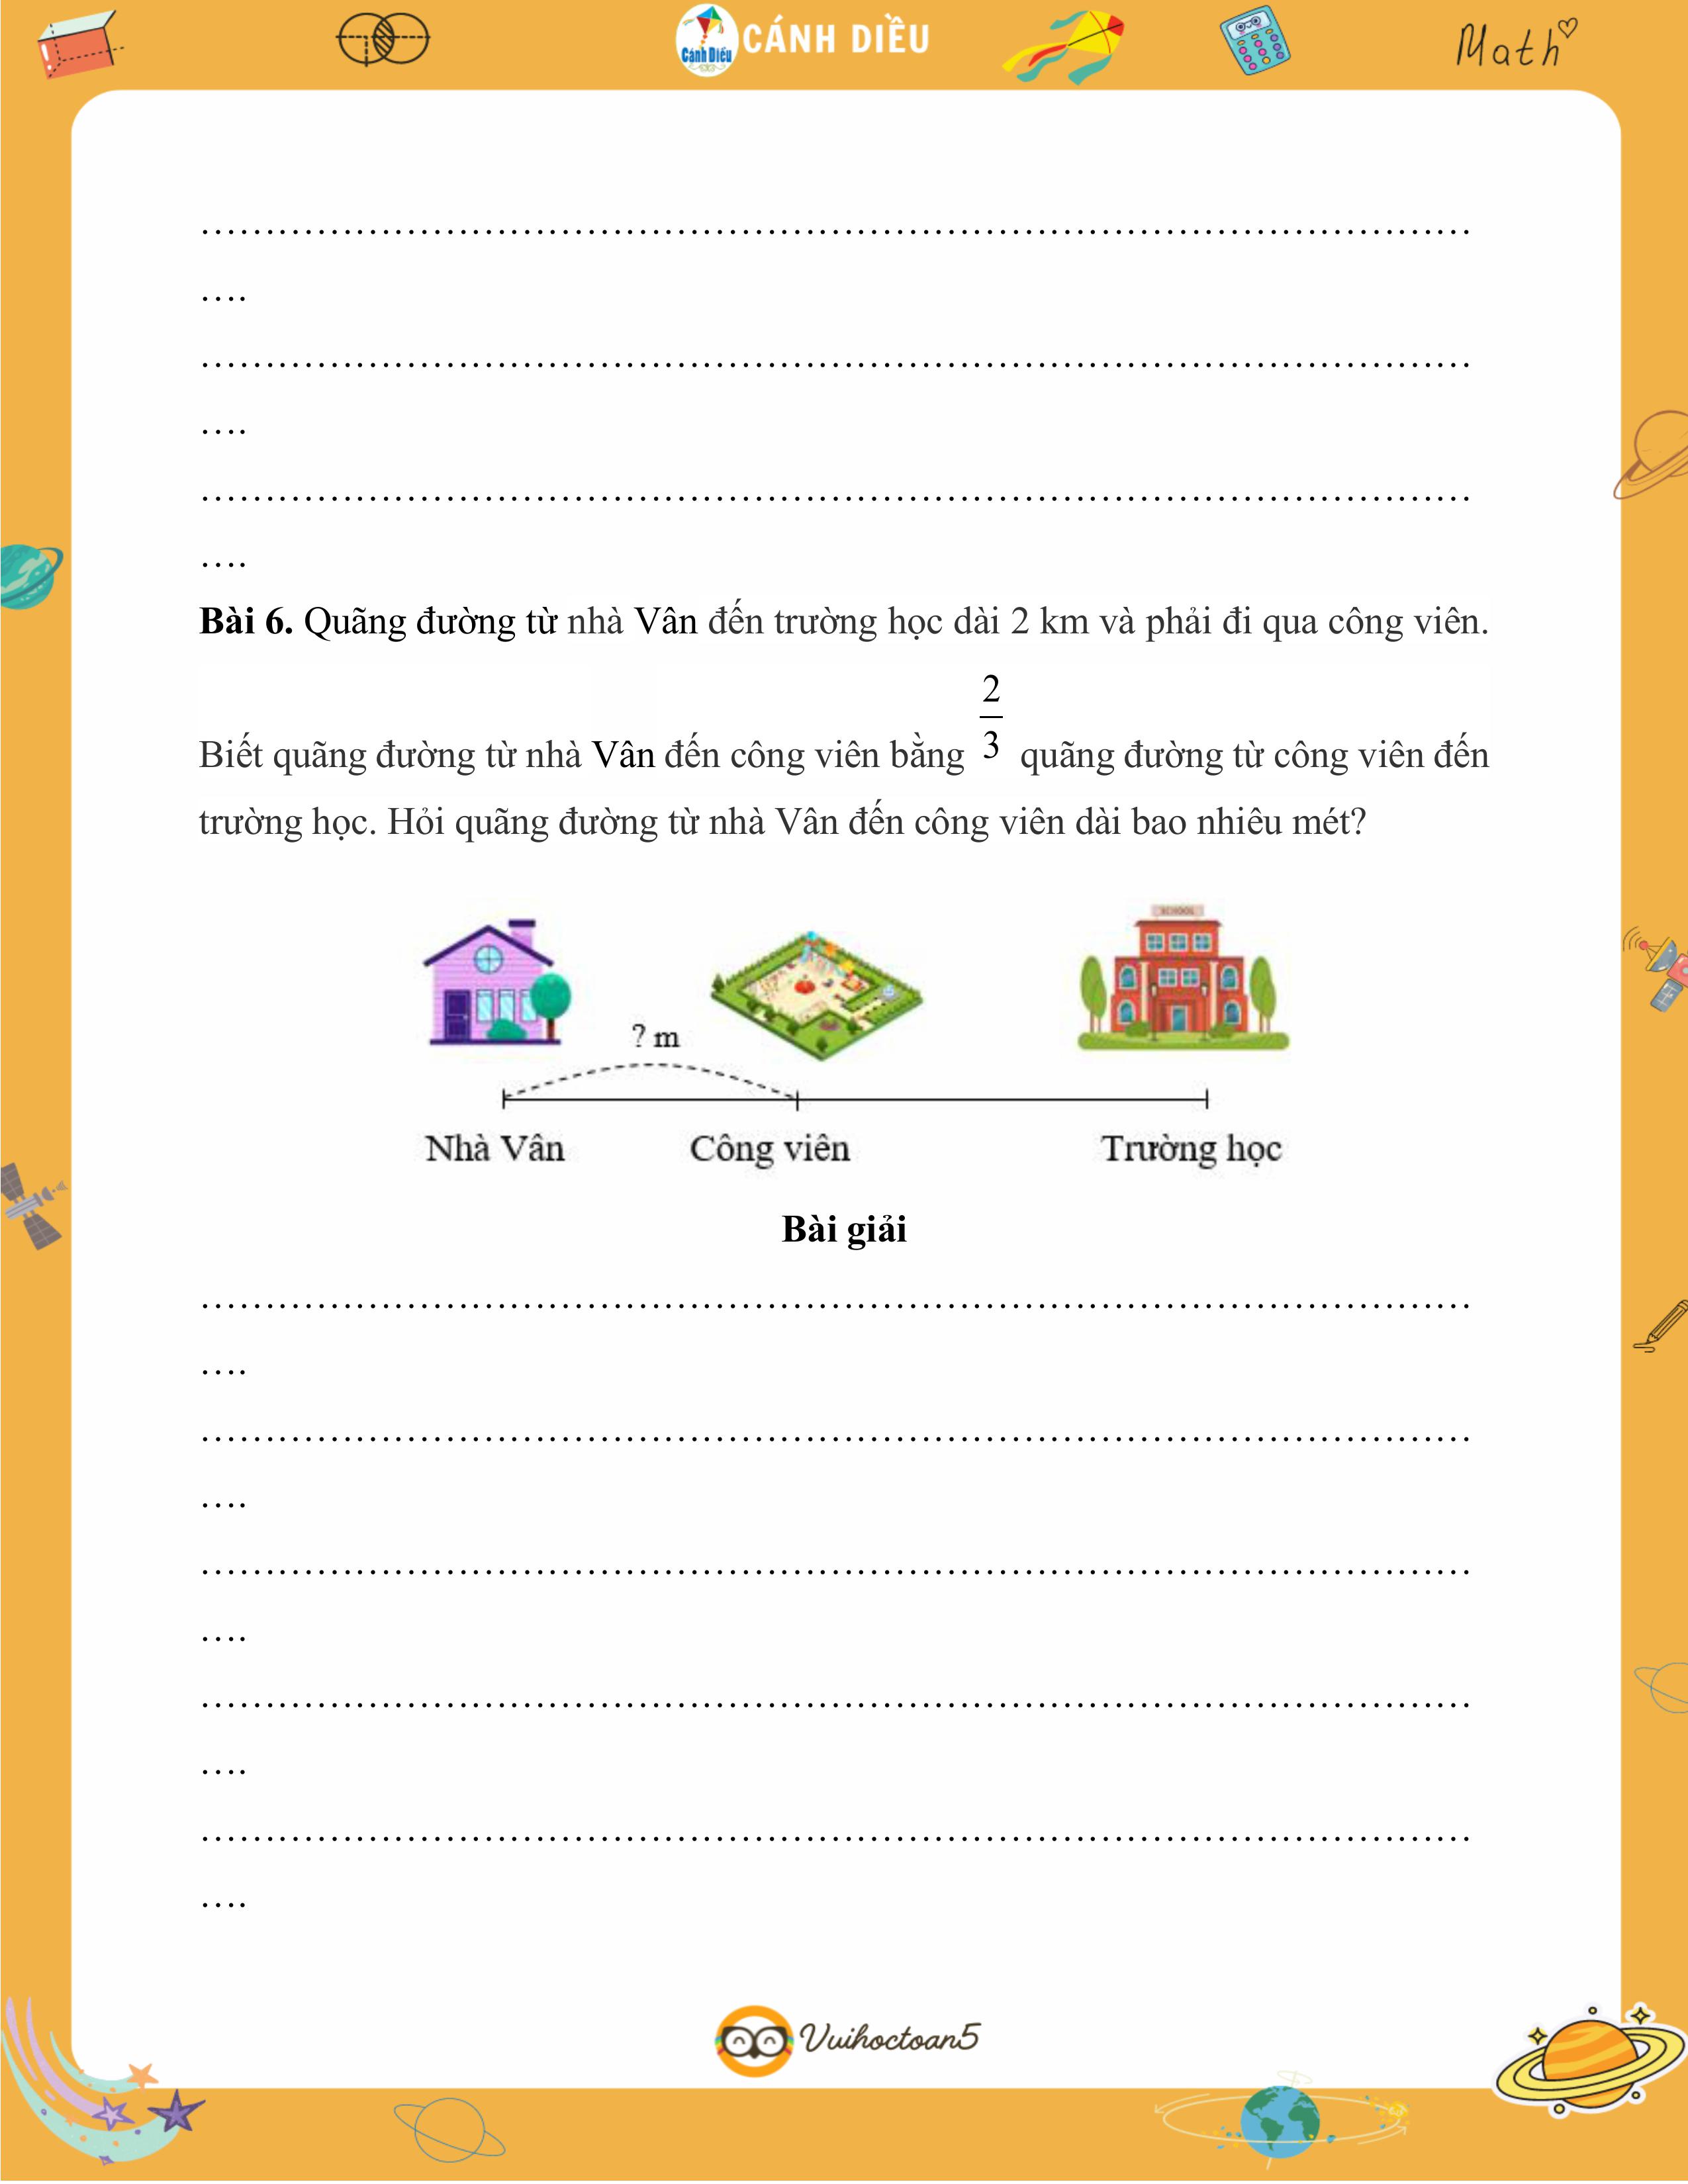 Cánh Diều CÁNH DIỀU Math
……………………………………………………………………………………
….
……………………………………………………………………………………
….
……………………………………………………………………………………
….
Bài 6. Quãng đường từ nhà Vân đến trường học dài 2 km và phải đi qua công viên.
Biết quãng đường từ nhà Vân đến công viên bằng 2/3 quãng đường từ công viên đến
trường học. Hỏi quãng đường từ nhà Vân đến công viên dài bao nhiêu mét?
SCHOOL
? m
Nhà Vân Công viên Trường học
Bài giải
……………………………………………………………………………………
….
……………………………………………………………………………………
….
……………………………………………………………………………………
….
……………………………………………………………………………………
….
……………………………………………………………………………………
….
Vuihoctoan5